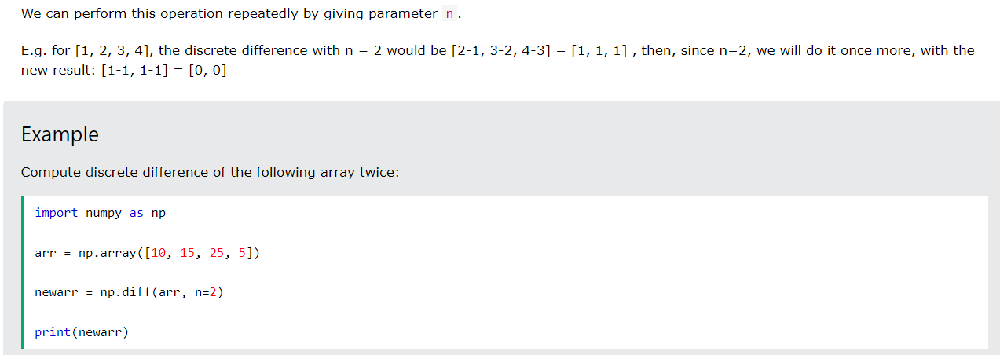 We can perform this operation repeatedly by giving parameter n.
E.g. for [1, 2, 3, 4], the discrete difference with n = 2 would be [2-1, 3-2, 4-3] = [1, 1, 1] , then, since n=2, we will do it once more, with the
new result: [1-1, 1-1] = [0, 0]
Example
Compute discrete difference of the following array twice:
import numpy as np
arr = np.array([10, 15, 25, 5])
newarr = np.diff(arr, n=2)
print(newarr)